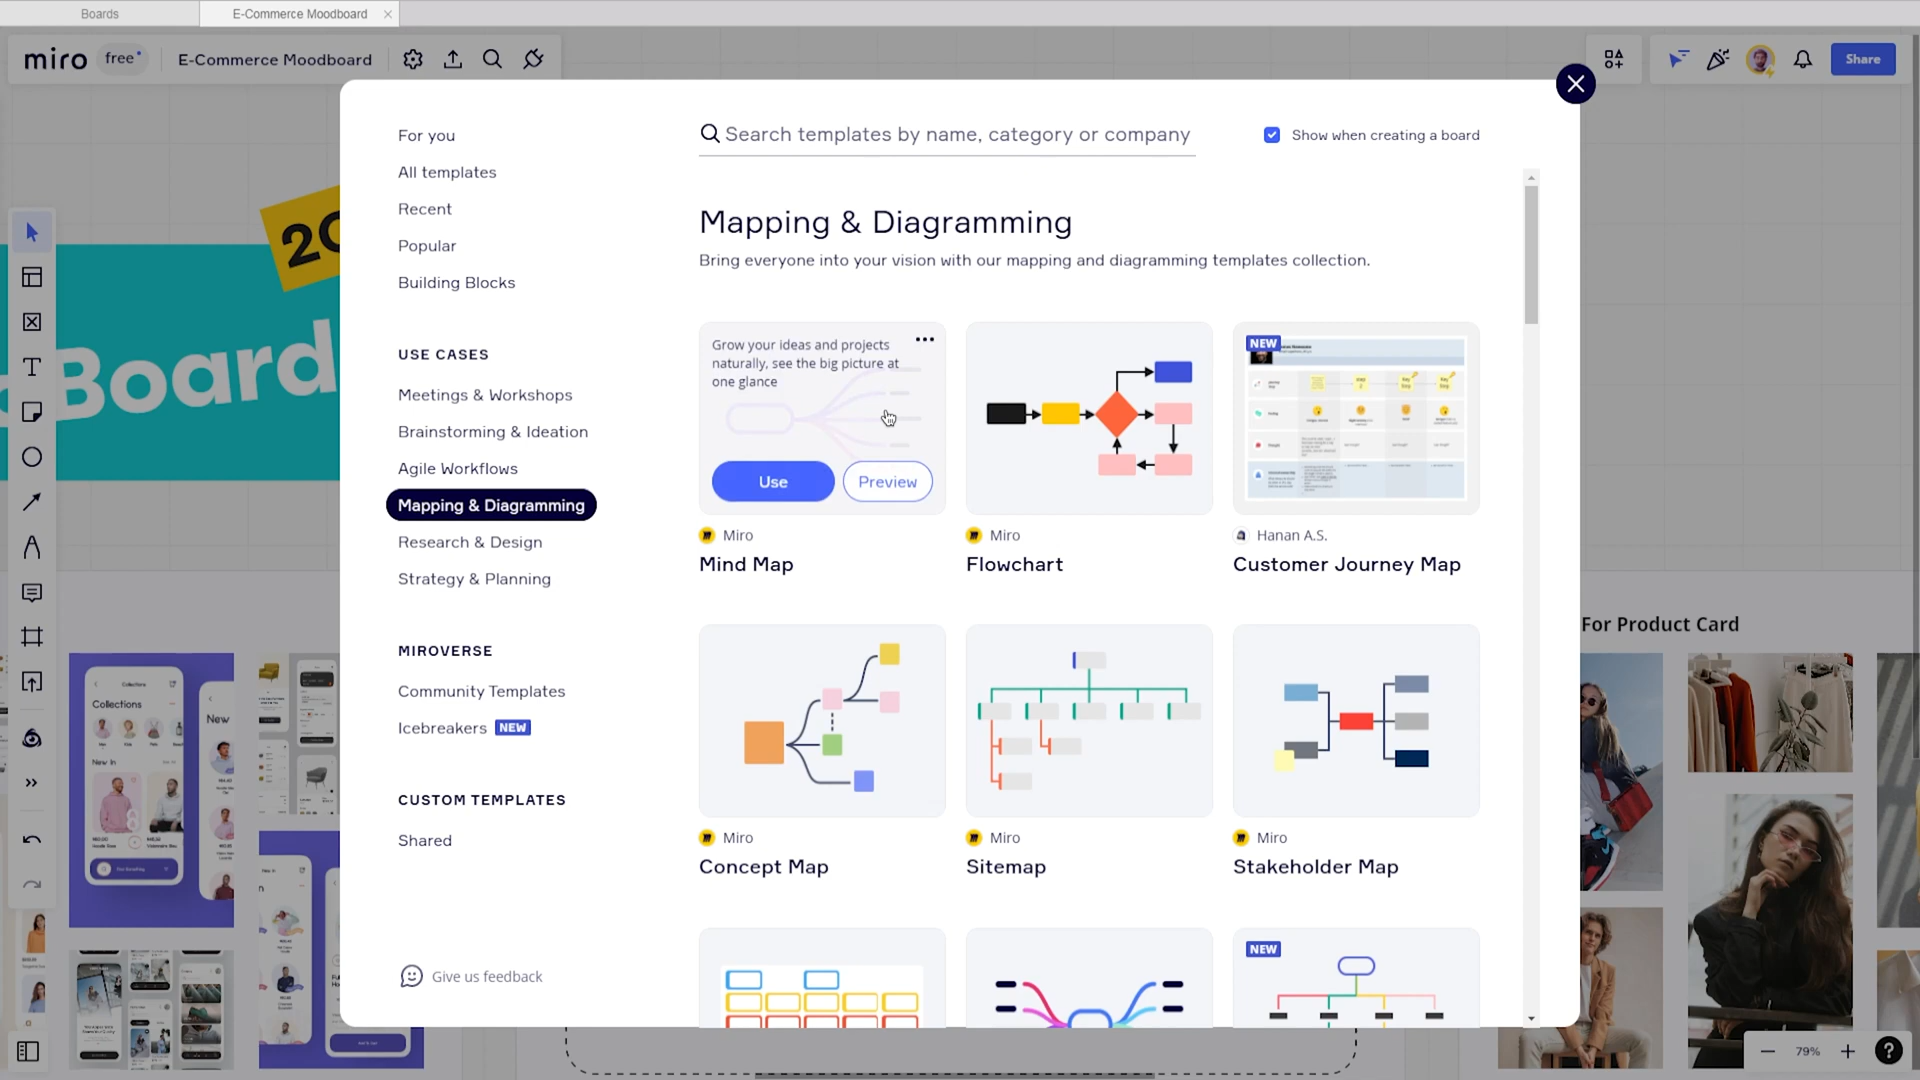 Boards
E-Commerce Moodboard
miro
free
E-Commerce Moodboard
Share
20
Board
For you
All templates
Recent
Popular
Building Blocks
USE CASES
Meetings & Workshops
Brainstorming & Ideation
Agile Workflows
Mapping & Diagramming
Research & Design
Strategy & Planning
MIROVERSE
Community Templates
Icebreakers NEW
CUSTOM TEMPLATES
Shared
Give us feedback
Search templates by name, category or company
Show when creating a board
Mapping & Diagramming
Bring everyone into your vision with our mapping and diagramming templates collection.
Grow your ideas and projects
naturally, see the big picture at
one glance
Use
Preview
Miro
Mind Map
Miro
Flowchart
NEW
Hanan A.S.
Customer Journey Map
Miro
Concept Map
Miro
Sitemap
Miro
Stakeholder Map
NEW
Collections
New In
New
For Product Card
79%